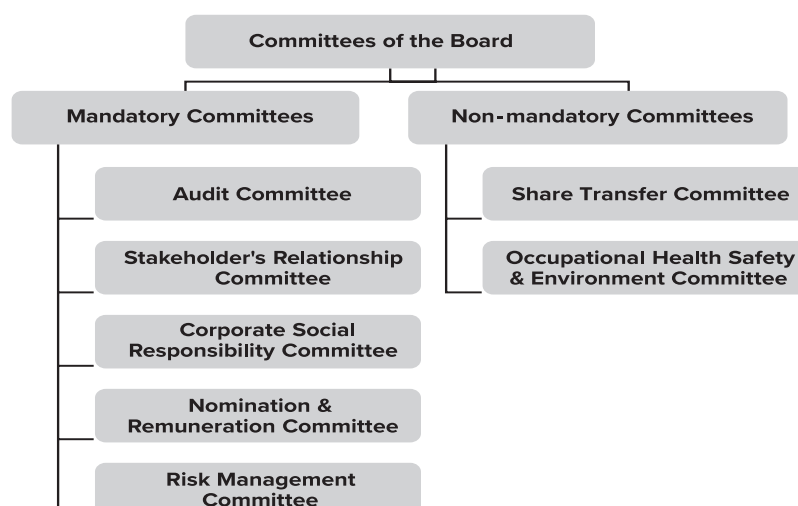 Committees of the Board
Mandatory Committees
Non-mandatory Committees
Audit Committee
Stakeholder's Relationship
Committee
Corporate Social
Responsibility Committee
Nomination &
Remuneration Committee
Risk Management
Committee
Share Transfer Committee
Occupational Health Safety
& Environment Committee